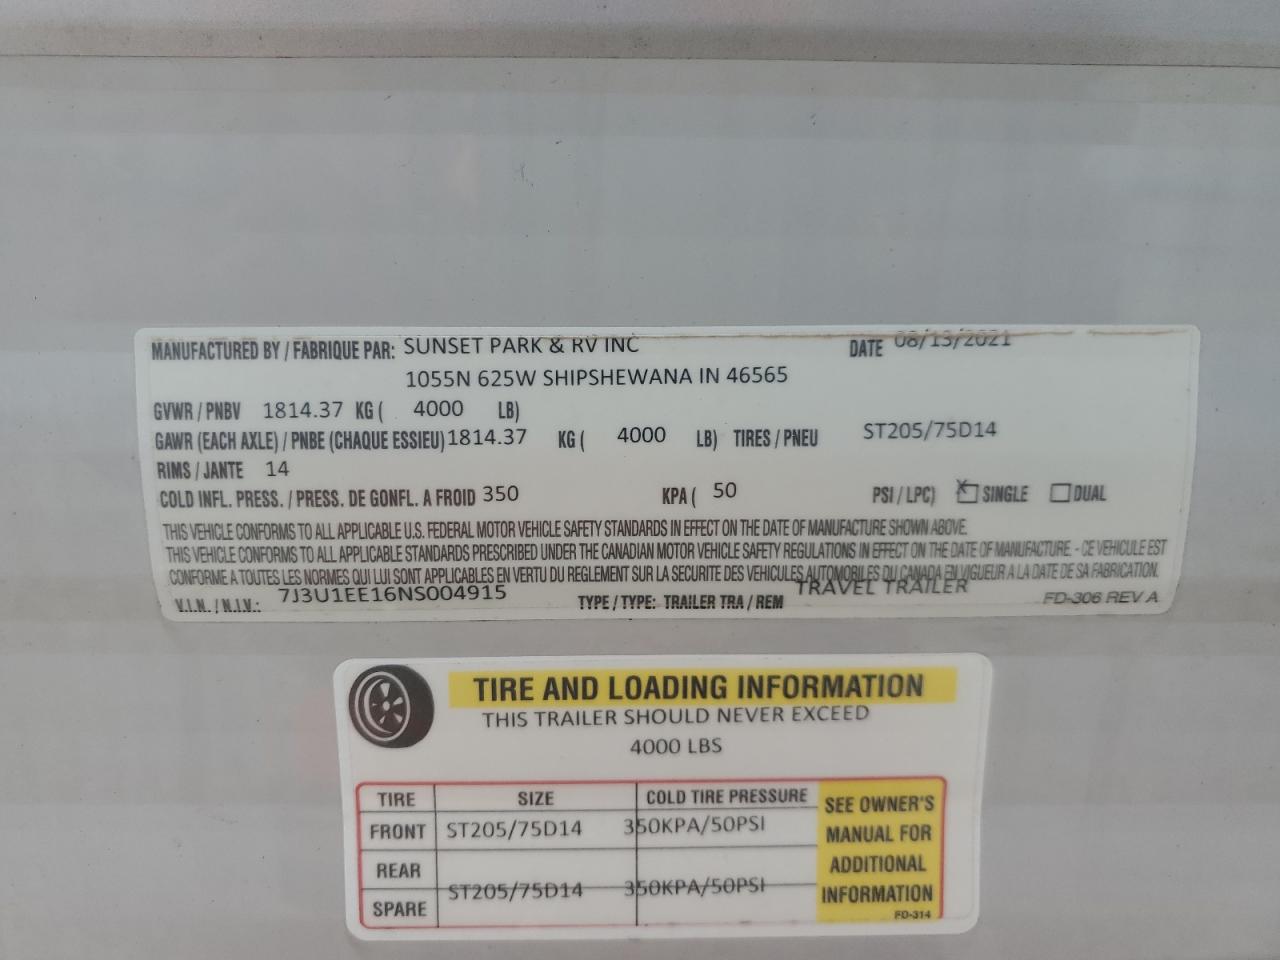 MANUFACTURED BY / FABRIQUE PAR: SUNSET PARK & RV INC DATE 08/13/2021
1055N 625W SHIPSHEWANA IN 46565
GVWR / PNBV 1814.37 KG ( 4000 LB)
GAWR (EACH AXLE) / PNBE (CHAQUE ESSIEU) 1814.37 KG ( 4000 LB) TIRES / PNEU ST205/75D14
RIMS / JANTE 14
COLD INFL. PRESS. / PRESS. DE GONFL. A FROID 350 KPA ( 50 PSI / LPC) X SINGLE DUAL
THIS VEHICLE CONFORMS TO ALL APPLICABLE U.S. FEDERAL MOTOR VEHICLE SAFETY STANDARDS IN EFFECT ON THE DATE OF MANUFACTURE SHOWN ABOVE.
THIS VEHICLE CONFORMS TO ALL APPLICABLE STANDARDS PRESCRIBED UNDER THE CANADIAN MOTOR VEHICLE SAFETY REGULATIONS IN EFFECT ON THE DATE OF MANUFACTURE. - CE VEHICULE EST
CONFORME A TOUTES LES NORMES QUI LUI SONT APPLICABLES EN VERTU DU REGLEMENT SUR LA SECURITE DES VEHICULES AUTOMOBILES DU CANADA EN VIGUEUR A LA DATE DE SA FABRICATION.
V.I.N. / N.I.V.: 7J3U1EE16NS004915 TYPE / TYPE: TRAILER TRA / REM TRAVEL TRAILER FD-306 REV A
TIRE AND LOADING INFORMATION
THIS TRAILER SHOULD NEVER EXCEED
4000 LBS
TIRE SIZE COLD TIRE PRESSURE
FRONT ST205/75D14 350KPA/50PSI
REAR
ST205/75D14 350KPA/50PSI
SPARE
SEE OWNER'S
MANUAL FOR
ADDITIONAL
INFORMATION
FD-314